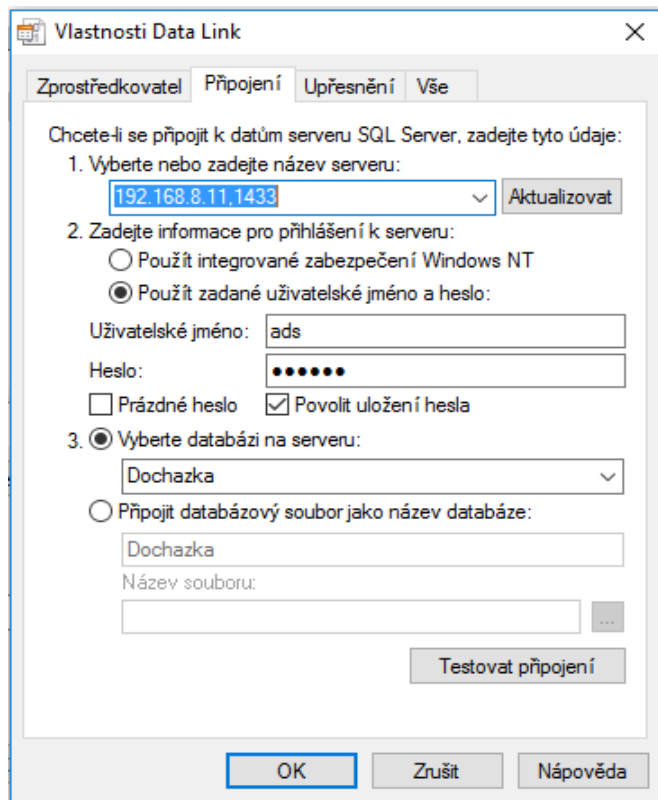 Vlastnosti Data Link
Zprostředkovatel Připojení Upřesnění Vše
Chcete-li se připojit k datům serveru SQL Server, zadejte tyto údaje:
1. Vyberte nebo zadejte název serveru:
192.168.8.11,1433 Aktualizovat
2. Zadejte informace pro přihlášení k serveru:
Použít integrované zabezpečení Windows NT
Použít zadané uživatelské jméno a heslo:
Uživatelské jméno: ads
Heslo: ●●●●●●
Prázdné heslo Povolit uložení hesla
3. Vyberte databázi na serveru:
Dochazka
Připojit databázový soubor jako název databáze:
Dochazka
Název souboru:
...
Testovat připojení
OK Zrušit Nápověda